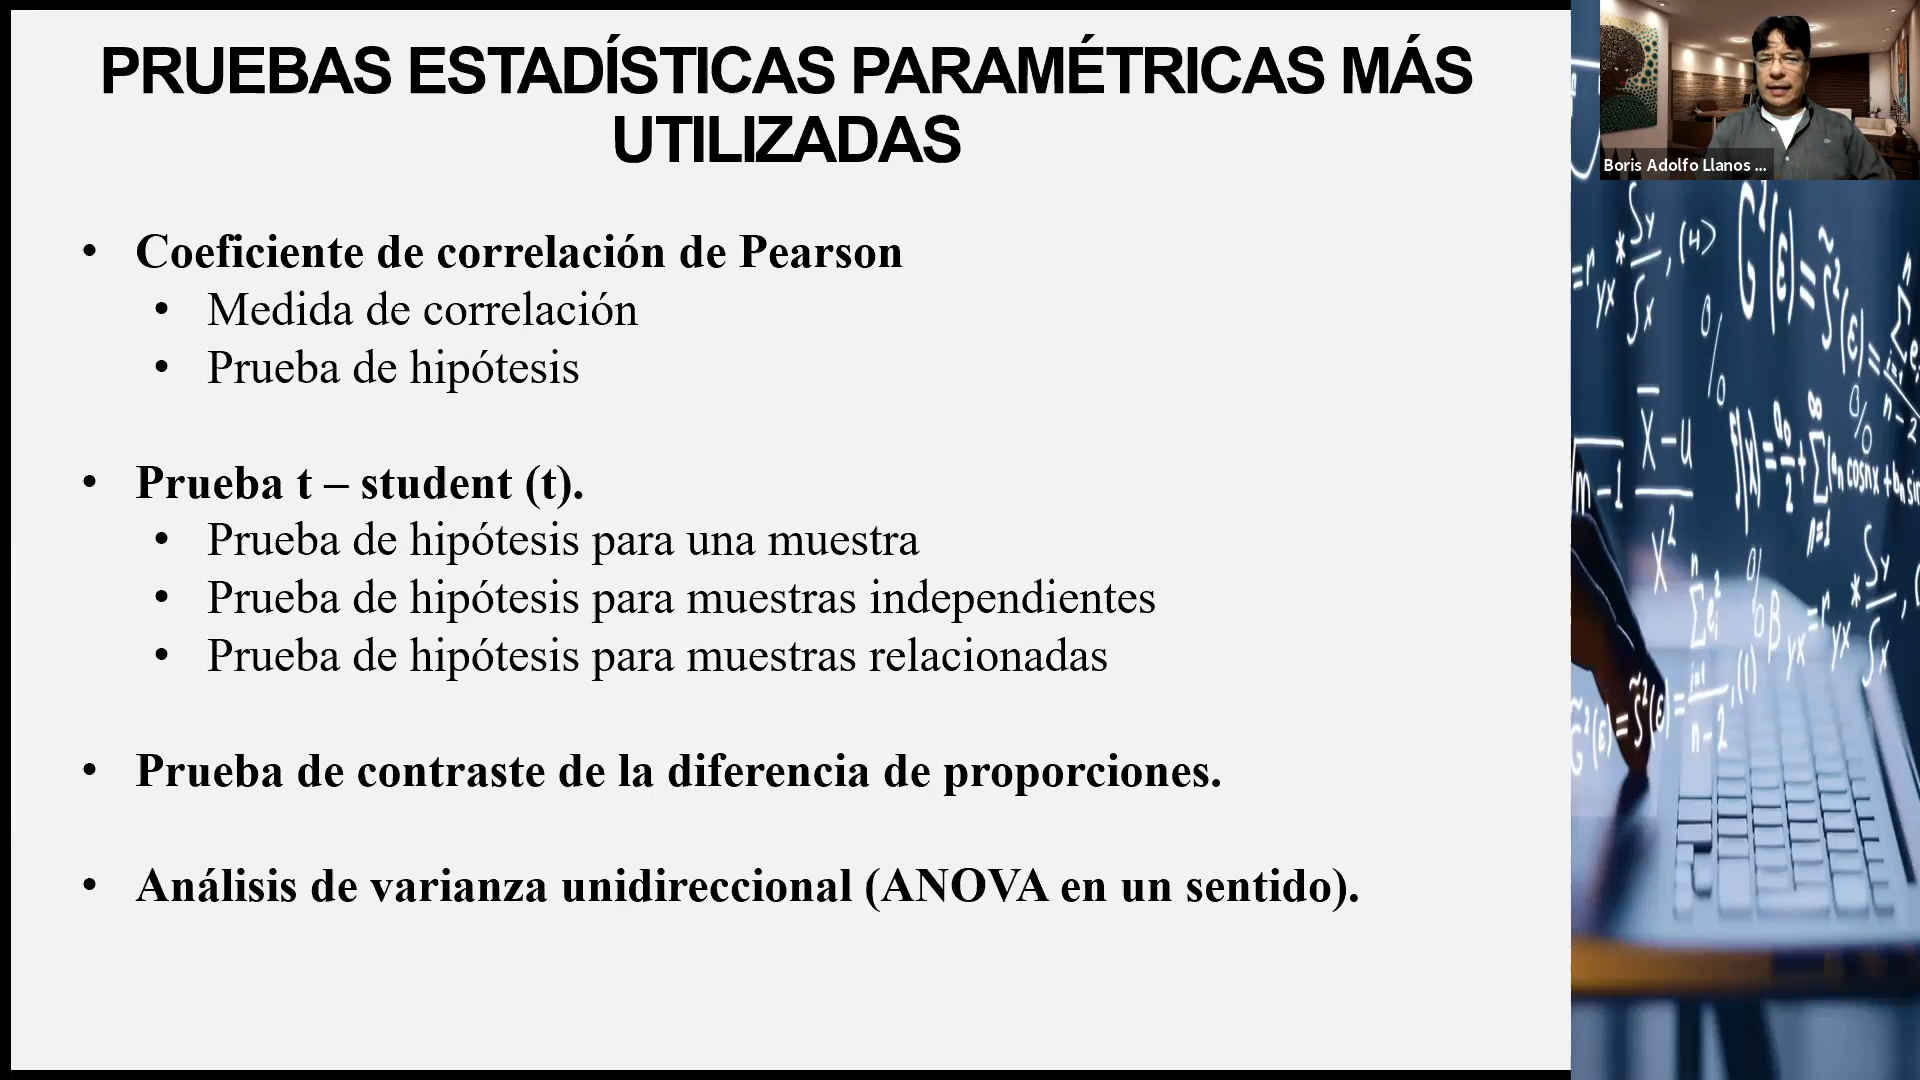 PRUEBAS ESTADÍSTICAS PARAMÉTRICAS MÁS
UTILIZADAS
Boris Adolfo Llanos ...
• Coeficiente de correlación de Pearson
• Medida de correlación
• Prueba de hipótesis
• Prueba t – student (t).
• Prueba de hipótesis para una muestra
• Prueba de hipótesis para muestras independientes
• Prueba de hipótesis para muestras relacionadas
• Prueba de contraste de la diferencia de proporciones.
• Análisis de varianza unidireccional (ANOVA en un sentido).